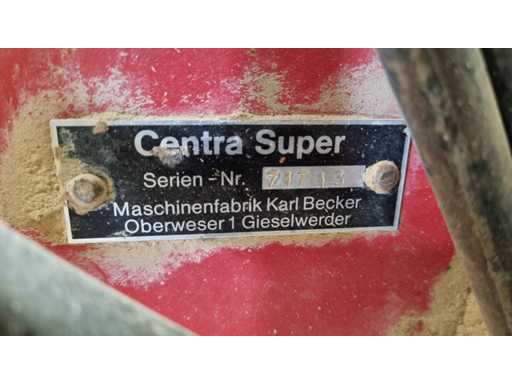 Centra Super
Serien-Nr.
Maschinenfabrik Karl Becker
Oberweser 1 Gieselwerder